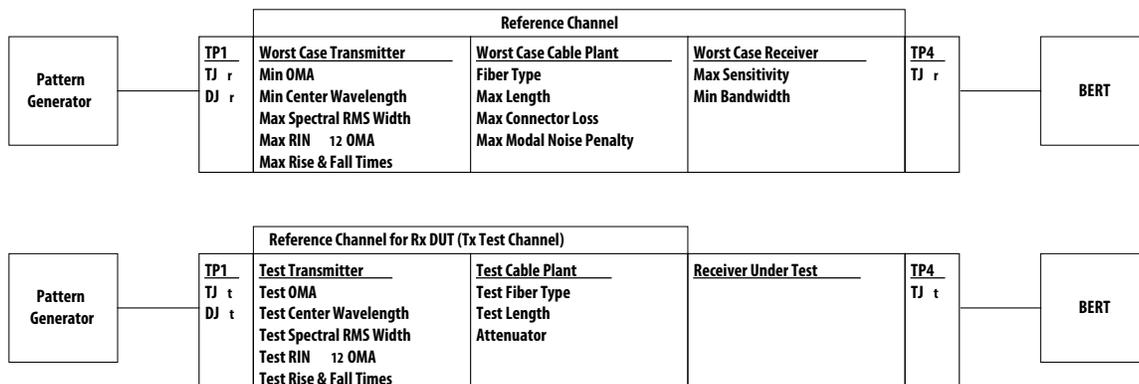 Reference Channel
Pattern
Generator
TP1
TJ r
DJ r
Worst Case Transmitter
Min OMA
Min Center Wavelength
Max Spectral RMS Width
Max RIN 12 OMA
Max Rise & Fall Times
Worst Case Cable Plant
Fiber Type
Max Length
Max Connector Loss
Max Modal Noise Penalty
Worst Case Receiver
Max Sensitivity
Min Bandwidth
TP4
TJ r
BERT
Reference Channel for Rx DUT (Tx Test Channel)
Pattern
Generator
TP1
TJ t
DJ t
Test Transmitter
Test OMA
Test Center Wavelength
Test Spectral RMS Width
Test RIN 12 OMA
Test Rise & Fall Times
Test Cable Plant
Test Fiber Type
Test Length
Attenuator
Receiver Under Test
TP4
TJ t
BERT